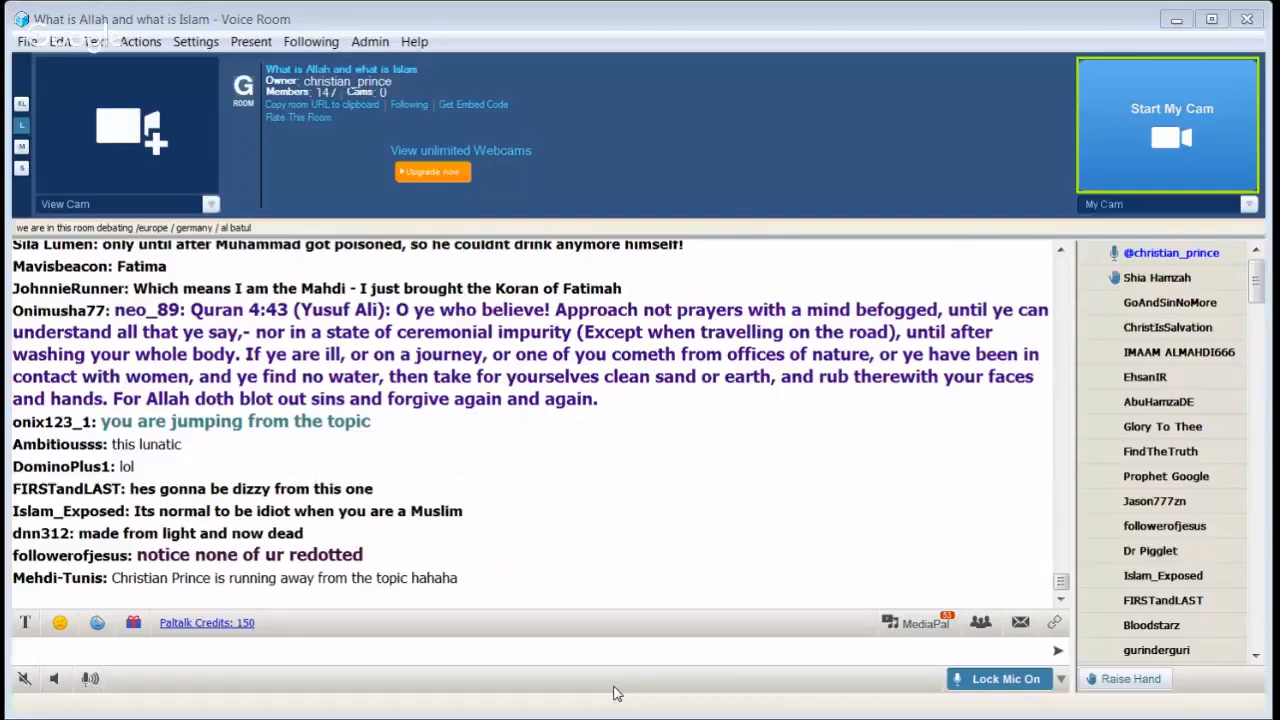 What is Allah and what is Islam - Voice Room
Google
File Edit Text Actions Settings Present Following Admin Help
XL
L
M
S
View Cam
G
ROOM
What is Allah and what is Islam
Owner: christian_prince
Members: 147 Cams: 0
Copy room URL to clipboard | Following | Get Embed Code
Rate This Room
View unlimited Webcams
Upgrade now
Start My Cam
My Cam
we are in this room debating /europe / germany / al batul
Sila Lumen: only until after Muhammad got poisoned, so he couldnt drink anymore himself!
Mavisbeacon: Fatima
JohnnieRunner: Which means I am the Mahdi - I just brought the Koran of Fatimah
Onimusha77: neo_89: Quran 4:43 (Yusuf Ali): O ye who believe! Approach not prayers with a mind befogged, until ye can
understand all that ye say,- nor in a state of ceremonial impurity (Except when travelling on the road), until after
washing your whole body. If ye are ill, or on a journey, or one of you cometh from offices of nature, or ye have been in
contact with women, and ye find no water, then take for yourselves clean sand or earth, and rub therewith your faces
and hands. For Allah doth blot out sins and forgive again and again.
onix123_1: you are jumping from the topic
Ambitiousss: this lunatic
DominoPlus1: lol
FIRSTandLAST: hes gonna be dizzy from this one
Islam_Exposed: Its normal to be idiot when you are a Muslim
dnn312: made from light and now dead
followerofjesus: notice none of ur redotted
Mehdi-Tunis: Christian Prince is running away from the topic hahaha
@christian_prince
Shia Hamzah
GoAndSinNoMore
ChristIsSalvation
IMAAM ALMAHDI666
EhsanIR
AbuHamzaDE
Glory To Thee
FindTheTruth
Prophet Google
Jason777zn
followerofjesus
Dr Pigglet
Islam_Exposed
FIRSTandLAST
Bloodstarz
gurinderguri
T Paltalk Credits: 150 MediaPal 53
Lock Mic On
Raise Hand